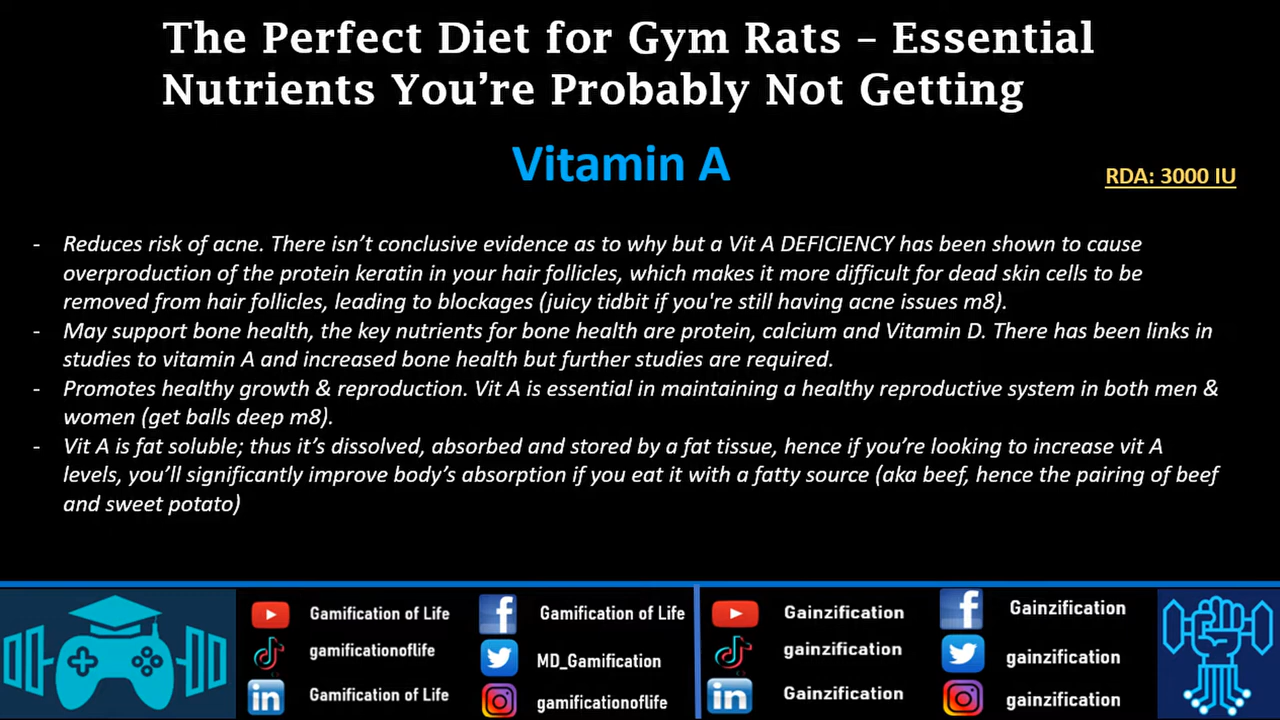 The Perfect Diet for Gym Rats – Essential
Nutrients You’re Probably Not Getting
Vitamin A
RDA: 3000 IU
- Reduces risk of acne. There isn’t conclusive evidence as to why but a Vit A DEFICIENCY has been shown to cause
overproduction of the protein keratin in your hair follicles, which makes it more difficult for dead skin cells to be
removed from hair follicles, leading to blockages (juicy tidbit if you're still having acne issues m8).
- May support bone health, the key nutrients for bone health are protein, calcium and Vitamin D. There has been links in
studies to vitamin A and increased bone health but further studies are required.
- Promotes healthy growth & reproduction. Vit A is essential in maintaining a healthy reproductive system in both men &
women (get balls deep m8).
- Vit A is fat soluble; thus it’s dissolved, absorbed and stored by a fat tissue, hence if you’re looking to increase vit A
levels, you’ll significantly improve body’s absorption if you eat it with a fatty source (aka beef, hence the pairing of beef
and sweet potato)
Gamification of Life
gamificationoflife
Gamification of Life
Gamification of Life
MD_Gamification
gamificationoflife
Gainzification
gainzification
Gainzification
Gainzification
gainzification
gainzification